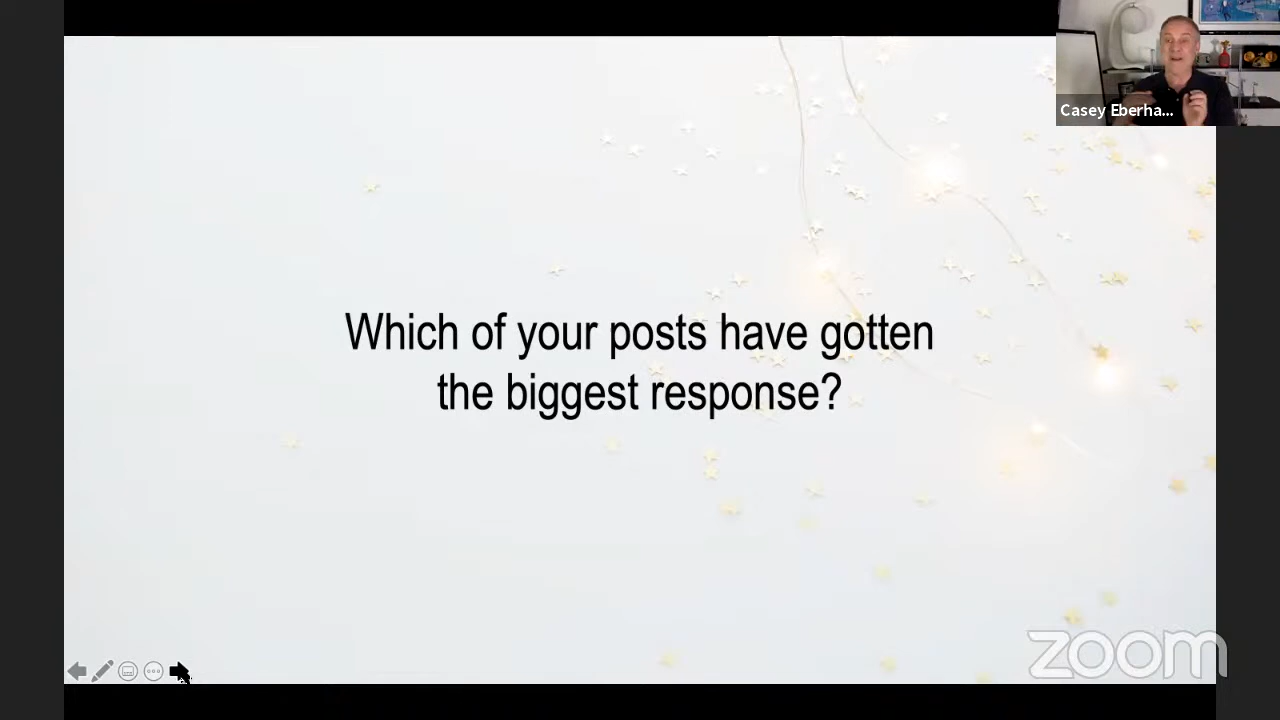 Casey Eberha...
Which of your posts have gotten
the biggest response?
zoom